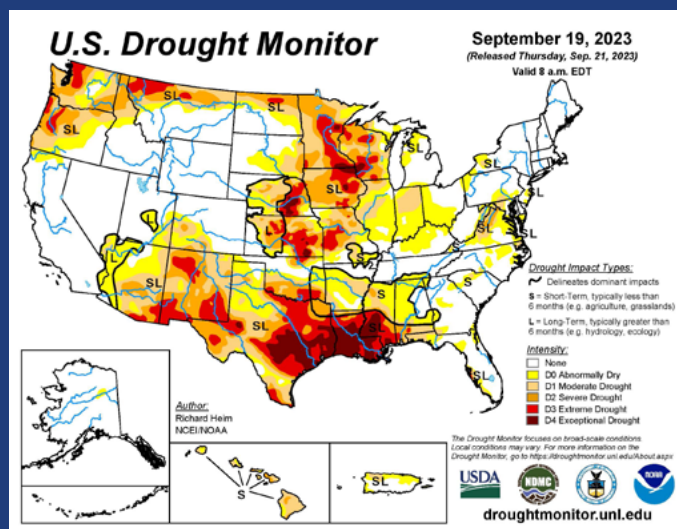 U.S. Drought Monitor
September 19, 2023
(Released Thursday, Sep. 21, 2023)
Valid 8 a.m. EDT
SL
SL
SL
SL
SL
SL
SL
SL
SL
SL
SL
SL
SL
L
L
L
S
S
S
S
S
Drought Impact Types:
Delineates dominant impacts
S = Short-Term, typically less than
6 months (e.g. agriculture, grasslands)
L = Long-Term, typically greater than
6 months (e.g. hydrology, ecology)
Intensity:
None
D0 Abnormally Dry
D1 Moderate Drought
D2 Severe Drought
D3 Extreme Drought
D4 Exceptional Drought
Author:
Richard Heim
NCEI/NOAA
S
SL
The Drought Monitor focuses on broad-scale conditions.
Local conditions may vary. For more information on the
Drought Monitor, go to https://droughtmonitor.unl.edu/About.aspx
USDA
NDMC
NOAA
droughtmonitor.unl.edu